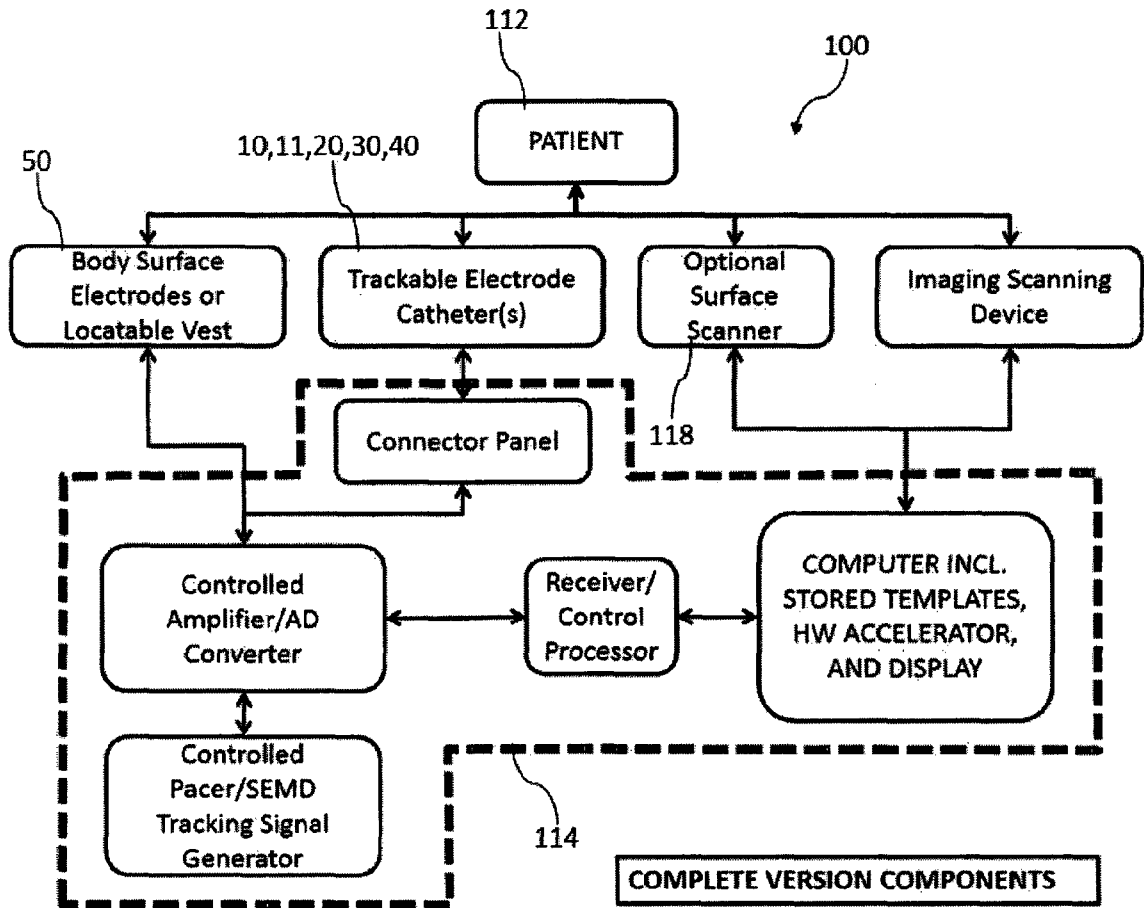 112
100
PATIENT
10,11,20,30,40
50
Body Surface
Electrodes or
Locatable Vest
Trackable Electrode
Catheter(s)
Optional
Surface
Scanner
Imaging Scanning
Device
118
Connector Panel
Controlled
Amplifier/AD
Converter
Receiver/
Control
Processor
COMPUTER INCL.
STORED TEMPLATES,
HW ACCELERATOR,
AND DISPLAY
Controlled
Pacer/SEMD
Tracking Signal
Generator
114
COMPLETE VERSION COMPONENTS